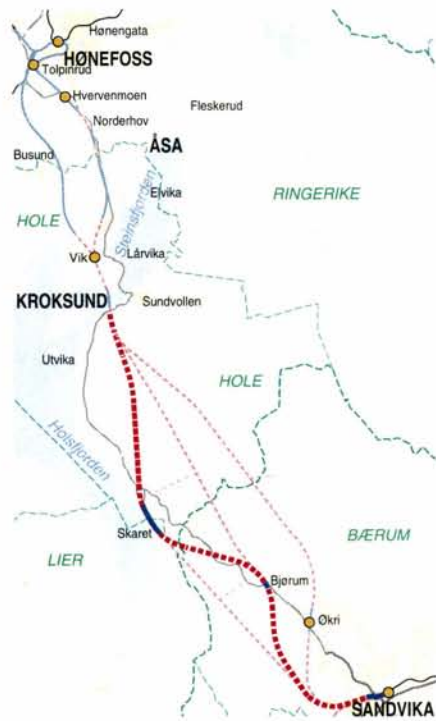 Hønengata
HØNEFOSS
Tolpinrud
Hvervenmoen
Fleskerud
Norderhov
ÅSA
Busund
Elvika
RINGERIKE
HOLE
Steinsfjorden
Vik
Lårvika
KROKSUND
Sundvollen
Utvika
HOLE
Holsfjorden
Skaret
BÆRUM
LIER
Bjørum
Økri
SANDVIKA